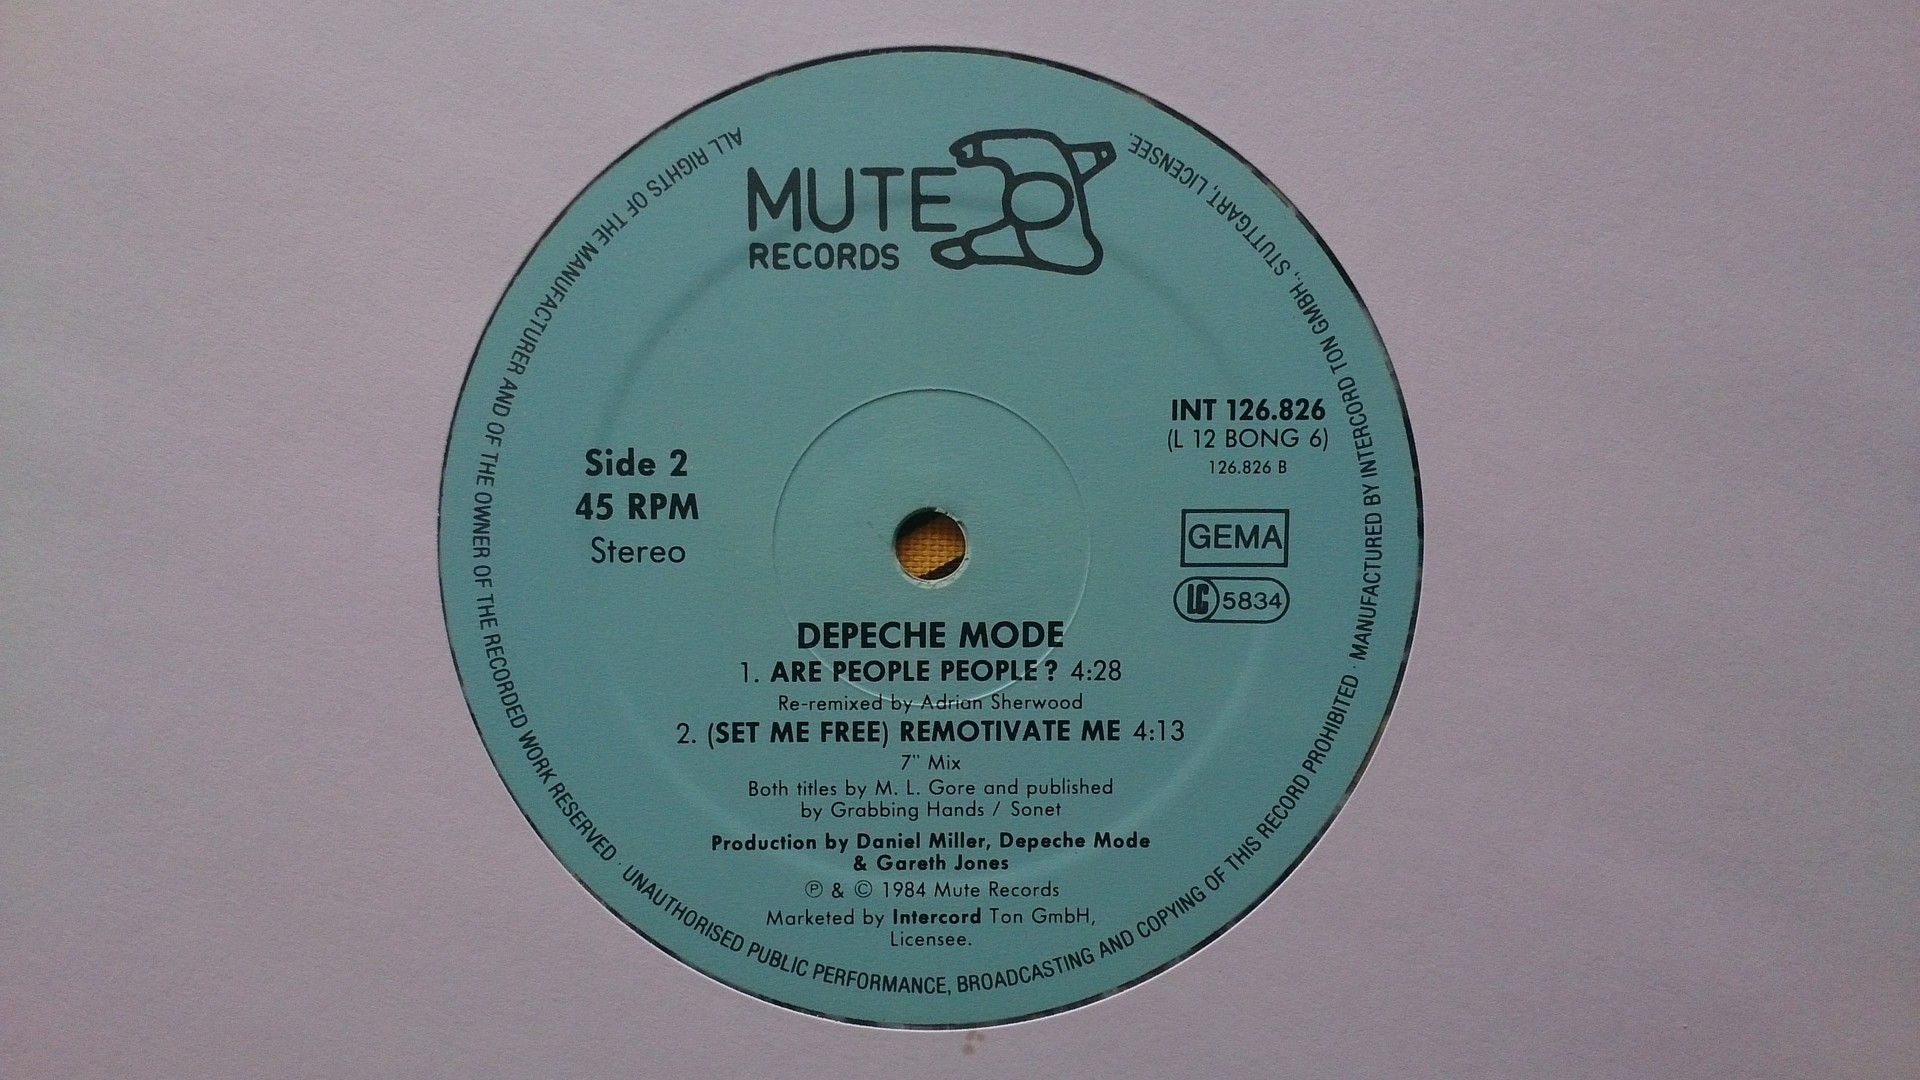 MUTE
RECORDS
Side 2
45 RPM
Stereo
INT 126.826
(L 12 BONG 6)
126.826 B
GEMA
LC 5834
DEPECHE MODE
1. ARE PEOPLE PEOPLE? 4:28
Re-remixed by Adrian Sherwood
2. (SET ME FREE) REMOTIVATE ME 4:13
7" Mix
Both titles by M. L. Gore and published
by Grabbing Hands / Sonet
Production by Daniel Miller, Depeche Mode
& Gareth Jones
℗ & © 1984 Mute Records
Marketed by Intercord Ton GmbH,
Licensee.
ALL RIGHTS OF THE MANUFACTURER AND OF THE OWNER OF THE RECORDED WORK RESERVED · UNAUTHORISED PUBLIC PERFORMANCE, BROADCASTING AND COPYING OF THIS RECORD PROHIBITED · MANUFACTURED BY INTERCORD TON GMBH., STUTTGART, LICENSEE.